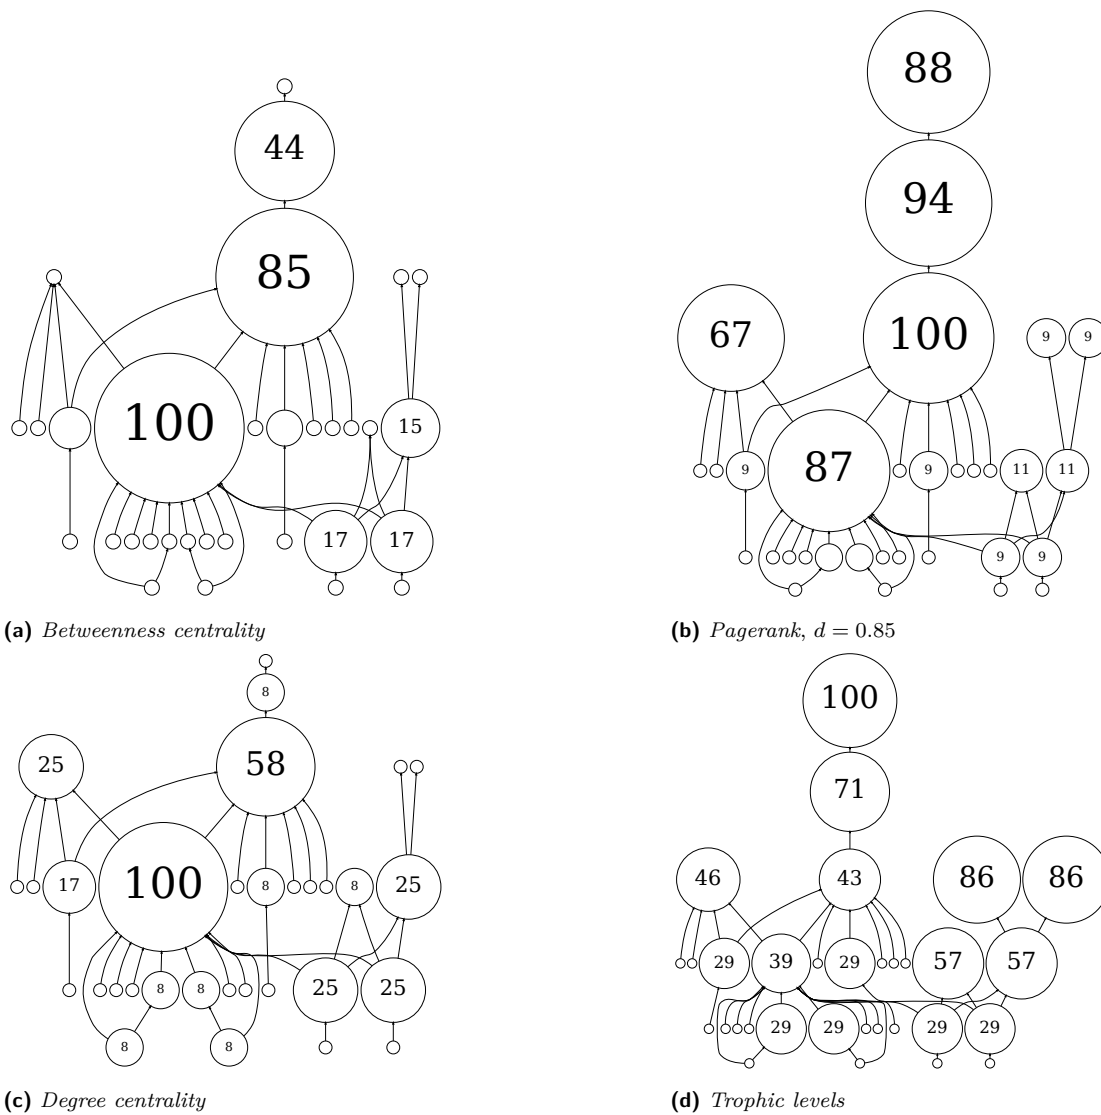 44
85
100
15
17 17
(a) Betweenness centrality
88
94
67 100 9 9
87 9 9 11 11
9 9
(b) Pagerank, d = 0.85
8
25 58
17 100 8 8 25
8 8 25 25
8 8
(c) Degree centrality
100
71
46 43 86 86
29 39 29 57 57
29 29 29 29
(d) Trophic levels